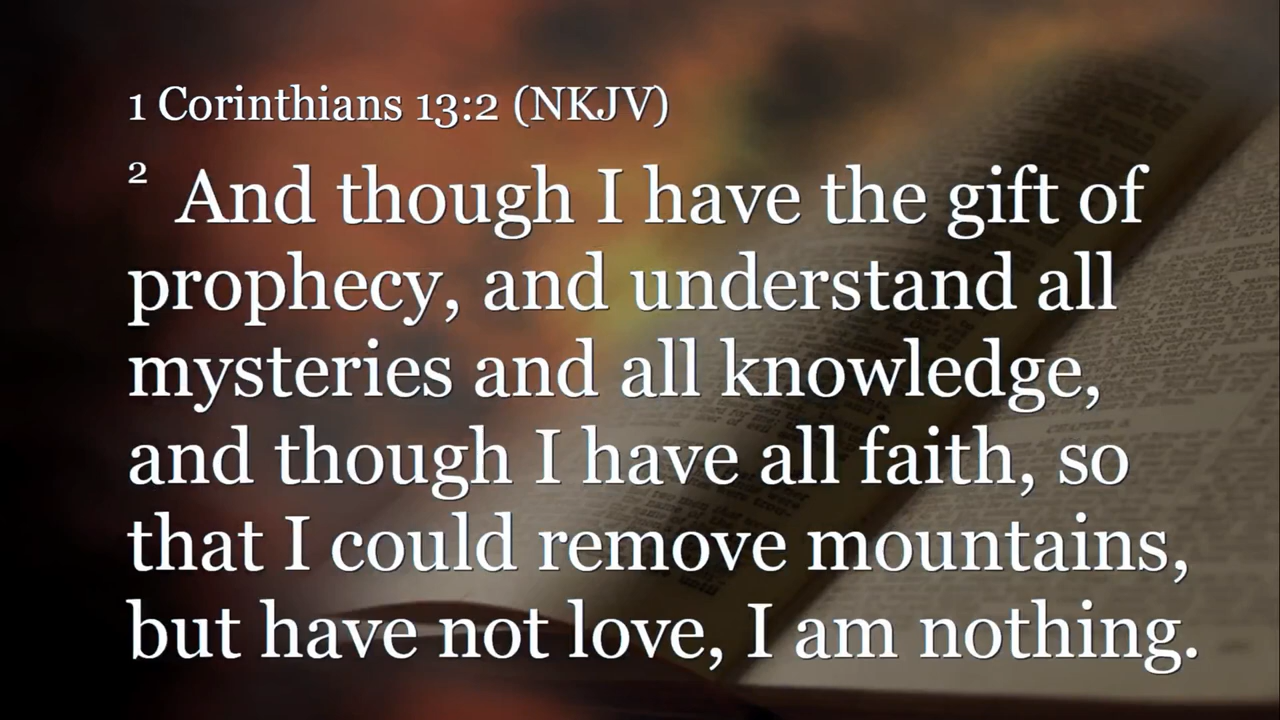 1 Corinthians 13:2 (NKJV)
2 And though I have the gift of
prophecy, and understand all
mysteries and all knowledge,
and though I have all faith, so
that I could remove mountains,
but have not love, I am nothing.